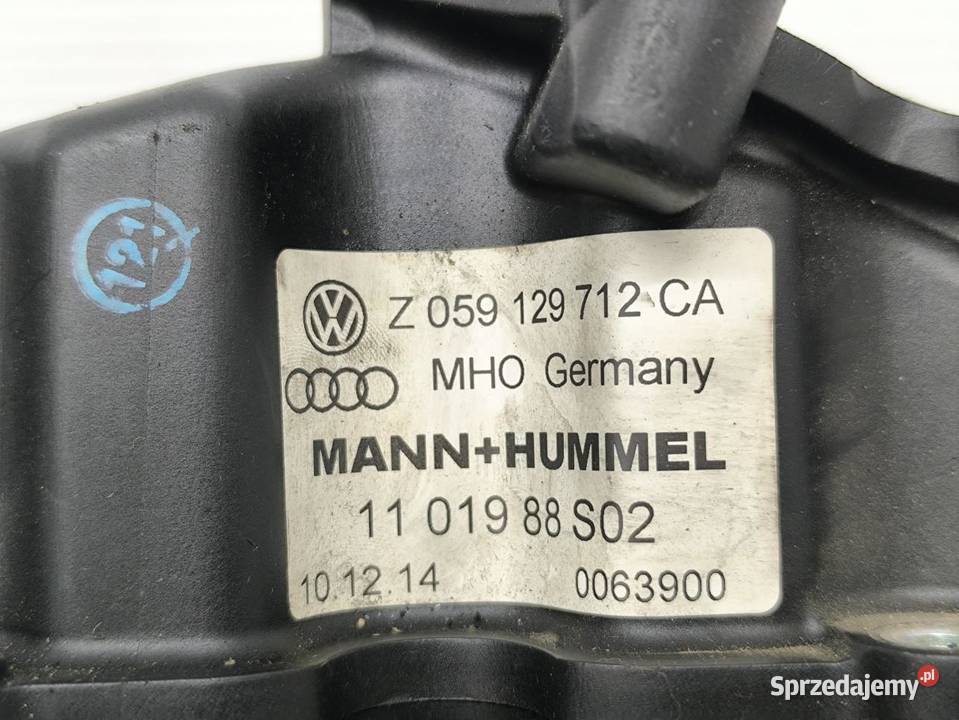 Z 059 129 712 CA
MHO Germany
MANN+HUMMEL
11 019 88 S02
10.12.14 0063900
Sprzedajemy.pl